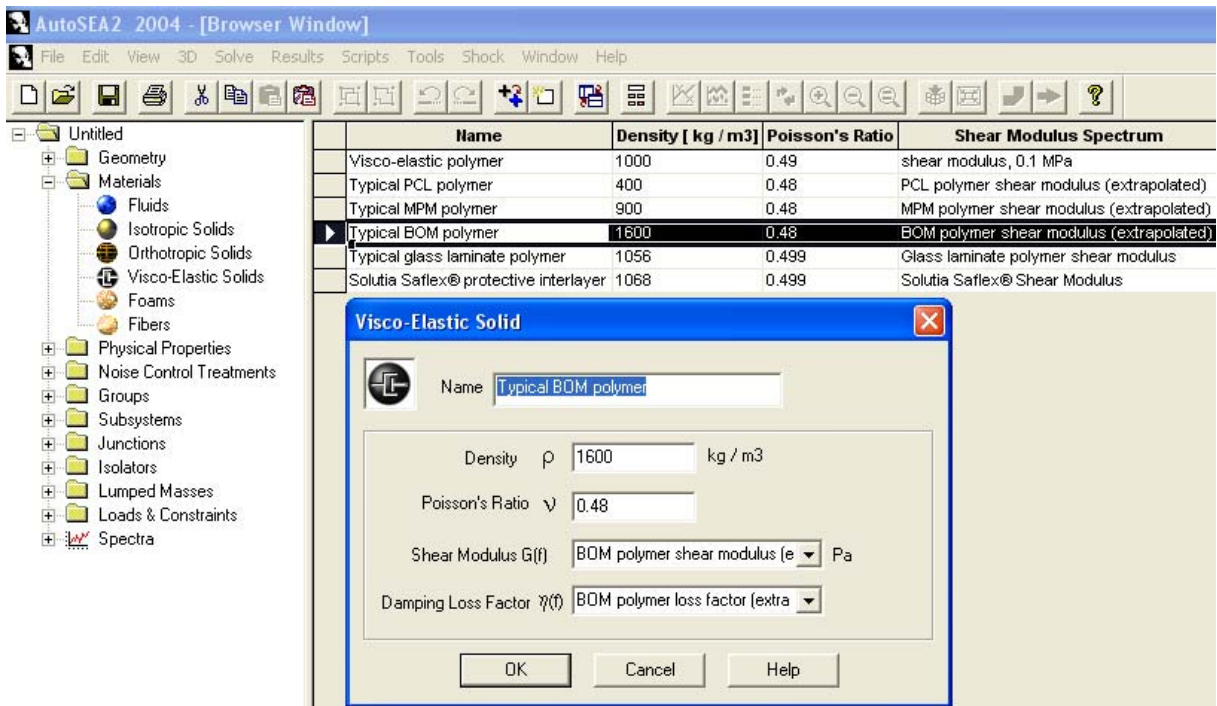 AutoSEA2 2004 - [Browser Window]
File Edit View 3D Solve Results Scripts Tools Shock Window Help
Untitled
Geometry
Materials
Fluids
Isotropic Solids
Orthotropic Solids
Visco-Elastic Solids
Foams
Fibers
Physical Properties
Noise Control Treatments
Groups
Subsystems
Junctions
Isolators
Lumped Masses
Loads & Constraints
Spectra
Name Density [ kg / m3] Poisson's Ratio Shear Modulus Spectrum
Visco-elastic polymer 1000 0.49 shear modulus, 0.1 MPa
Typical PCL polymer 400 0.48 PCL polymer shear modulus (extrapolated)
Typical MPM polymer 900 0.48 MPM polymer shear modulus (extrapolated)
Typical BOM polymer 1600 0.48 BOM polymer shear modulus (extrapolated)
Typical glass laminate polymer 1056 0.499 Glass laminate polymer shear modulus
Solutia Saflex® protective interlayer 1068 0.499 Solutia Saflex® Shear Modulus
Visco-Elastic Solid
Name Typical BOM polymer
Density ρ 1600 kg / m3
Poisson's Ratio ν 0.48
Shear Modulus G(f) BOM polymer shear modulus (e Pa
Damping Loss Factor η(f) BOM polymer loss factor (extra
OK Cancel Help